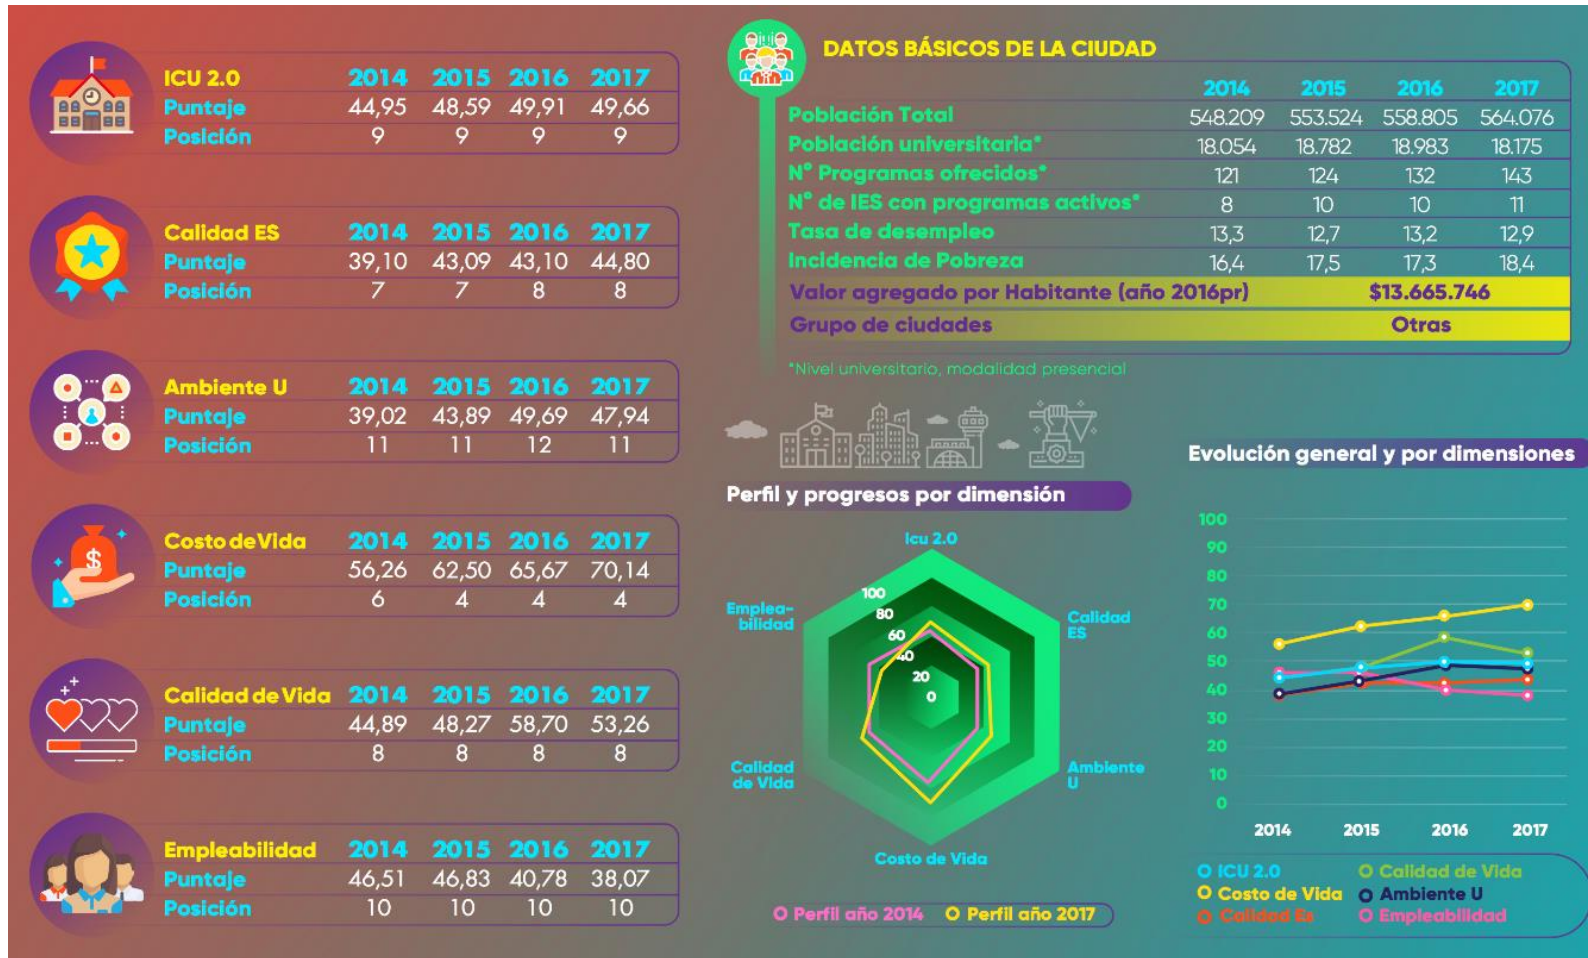 ICU 2.0 2014 2015 2016 2017
Puntaje 44,95 48,59 49,91 49,66
Posición 9 9 9 9
Calidad ES 2014 2015 2016 2017
Puntaje 39,10 43,09 43,10 44,80
Posición 7 7 8 8
Ambiente U 2014 2015 2016 2017
Puntaje 39,02 43,89 49,69 47,94
Posición 11 11 12 11
Costo de Vida 2014 2015 2016 2017
Puntaje 56,26 62,50 65,67 70,14
Posición 6 4 4 4
Calidad de Vida 2014 2015 2016 2017
Puntaje 44,89 48,27 58,70 53,26
Posición 8 8 8 8
Empleabilidad 2014 2015 2016 2017
Puntaje 46,51 46,83 40,78 38,07
Posición 10 10 10 10
DATOS BÁSICOS DE LA CIUDAD
2014 2015 2016 2017
Población Total 548.209 553.524 558.805 564.076
Población universitaria* 18.054 18.782 18.983 18.175
N° Programas ofrecidos* 121 124 132 143
N° de IES con programas activos* 8 10 10 11
Tasa de desempleo 13,3 12,7 13,2 12,9
Incidencia de Pobreza 16,4 17,5 17,3 18,4
Valor agregado por Habitante (año 2016pr) $13.665.746
Grupo de ciudades Otras
*Nivel universitario, modalidad presencial
Perfil y progresos por dimensión
Icu 2.0
Calidad
ES
Ambiente
U
Costo de Vida
Calidad
de Vida
Emplea-
bilidad
100
80
60
40
20
0
O Perfil año 2014 O Perfil año 2017
Evolución general y por dimensiones
100
90
80
70
60
50
40
30
20
10
0
2014 2015 2016 2017
O ICU 2.0 O Calidad de Vida
O Costo de Vida O Ambiente U
O Calidad Es O Empleabilidad